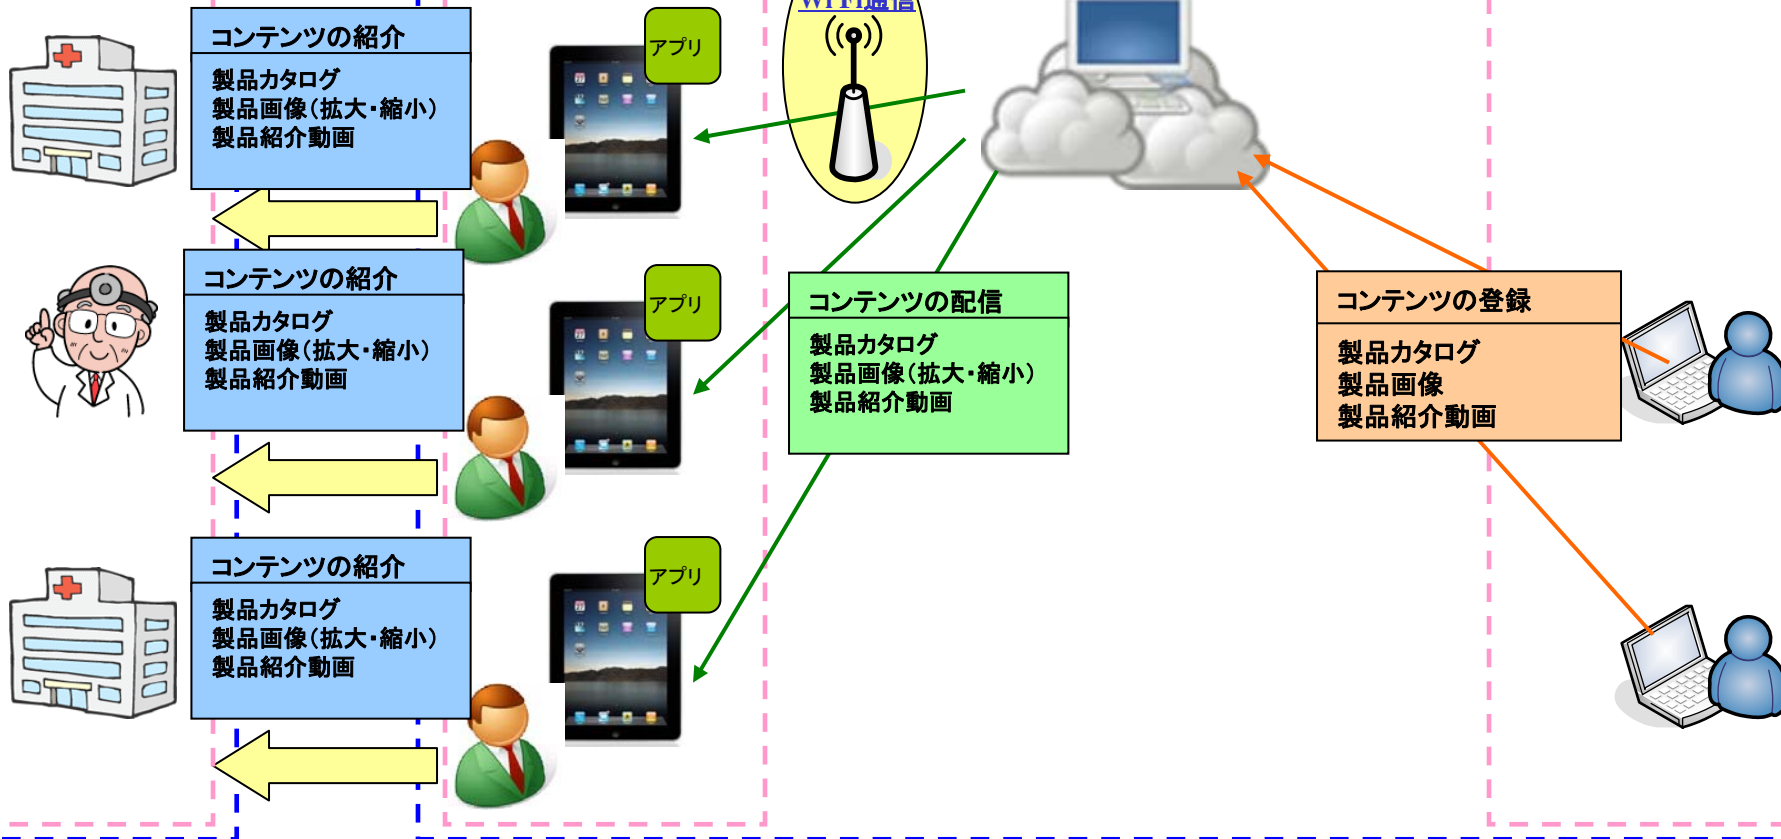 Wi Fi通信
コンテンツの紹介
製品カタログ
製品画像(拡大・縮小)
製品紹介動画
アプリ
コンテンツの紹介
製品カタログ
製品画像(拡大・縮小)
製品紹介動画
アプリ
コンテンツの配信
製品カタログ
製品画像(拡大・縮小)
製品紹介動画
コンテンツの登録
製品カタログ
製品画像
製品紹介動画
コンテンツの紹介
製品カタログ
製品画像(拡大・縮小)
製品紹介動画
アプリ